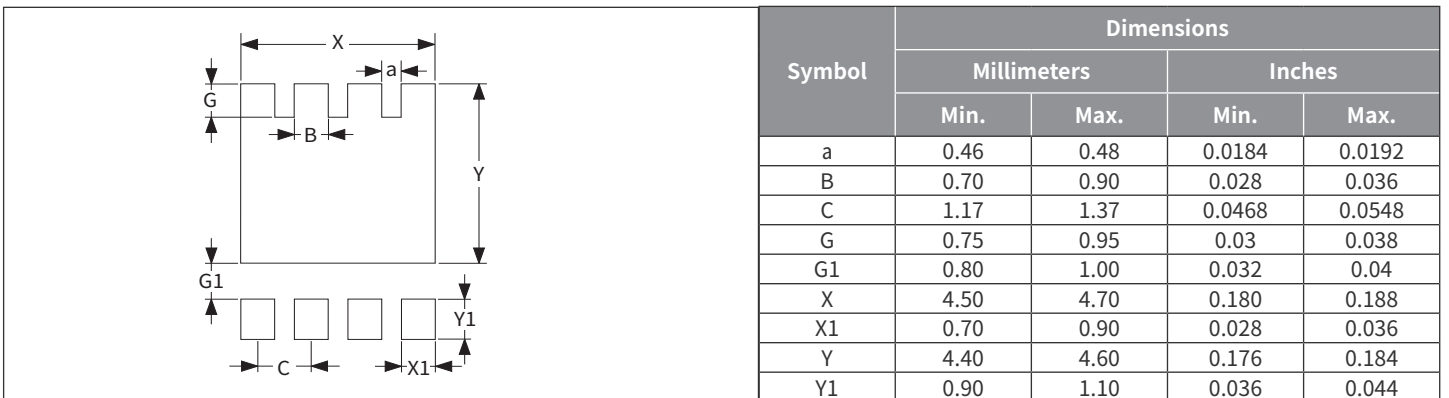 X
a
G
B
Y
G1
Y1
C
X1
Symbol
Dimensions
Millimeters Inches
Min. Max. Min. Max.
a 0.46 0.48 0.0184 0.0192
B 0.70 0.90 0.028 0.036
C 1.17 1.37 0.0468 0.0548
G 0.75 0.95 0.03 0.038
G1 0.80 1.00 0.032 0.04
X 4.50 4.70 0.180 0.188
X1 0.70 0.90 0.028 0.036
Y 4.40 4.60 0.176 0.184
Y1 0.90 1.10 0.036 0.044